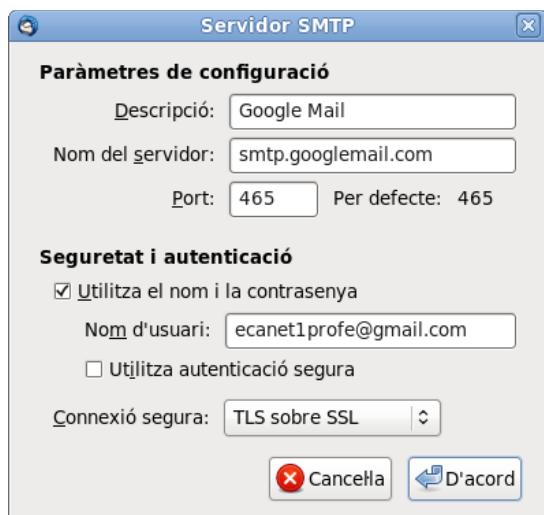 Servidor SMTP
Paràmetres de configuració
Descripció: Google Mail
Nom del servidor: smtp.googlemail.com
Port: 465 Per defecte: 465
Seguretat i autenticació
Utilitza el nom i la contrasenya
Nom d'usuari: ecanet1profe@gmail.com
Utilitza autenticació segura
Connexió segura: TLS sobre SSL
Canceŀla D'acord